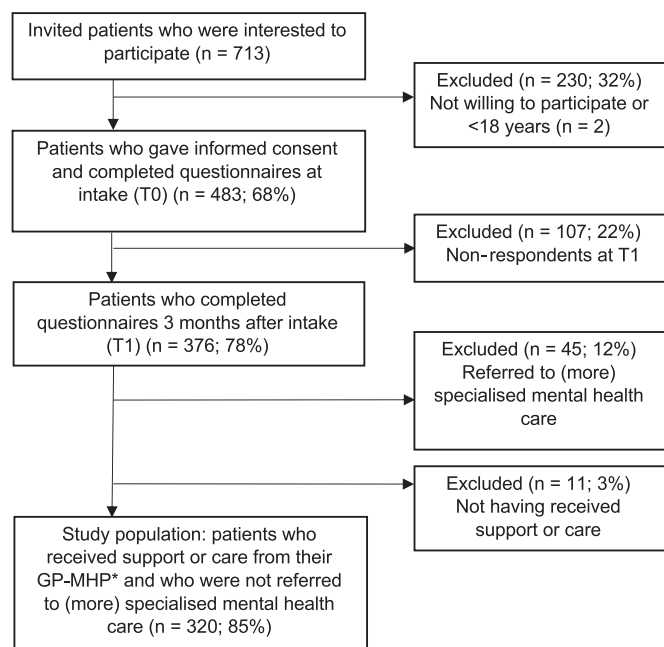 Invited patients who were interested to
participate (n = 713)
Excluded (n = 230; 32%)
Not willing to participate or
<18 years (n = 2)
Patients who gave informed consent
and completed questionnaires at
intake (T0) (n = 483; 68%)
Excluded (n = 107; 22%)
Non-respondents at T1
Patients who completed
questionnaires 3 months after intake
(T1) (n = 376; 78%)
Excluded (n = 45; 12%)
Referred to (more)
specialised mental health
care
Excluded (n = 11; 3%)
Not having received
support or care
Study population: patients who
received support or care from their
GP-MHP* and who were not referred
to (more) specialised mental health
care (n = 320; 85%)